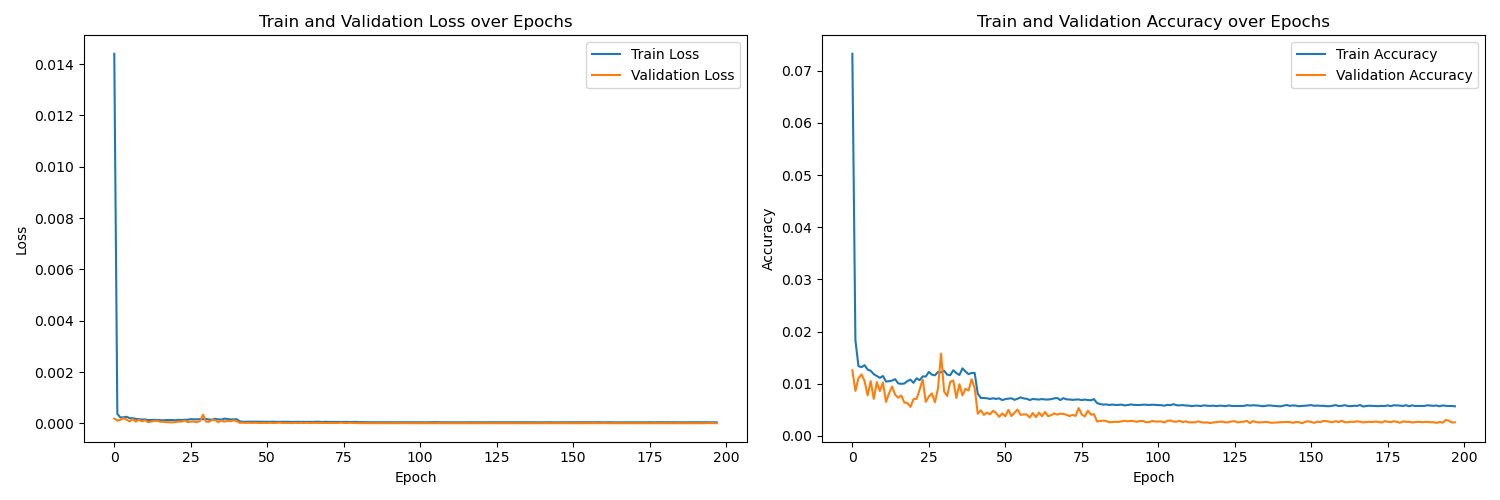 Train and Validation Loss over Epochs
Train Loss
Validation Loss
0.014
0.012
0.010
0.008
0.006
0.004
0.002
0.000
Loss
0 25 50 75 100 125 150 175 200
Epoch
Train and Validation Accuracy over Epochs
Train Accuracy
Validation Accuracy
0.07
0.06
0.05
0.04
0.03
0.02
0.01
0.00
Accuracy
0 25 50 75 100 125 150 175 200
Epoch